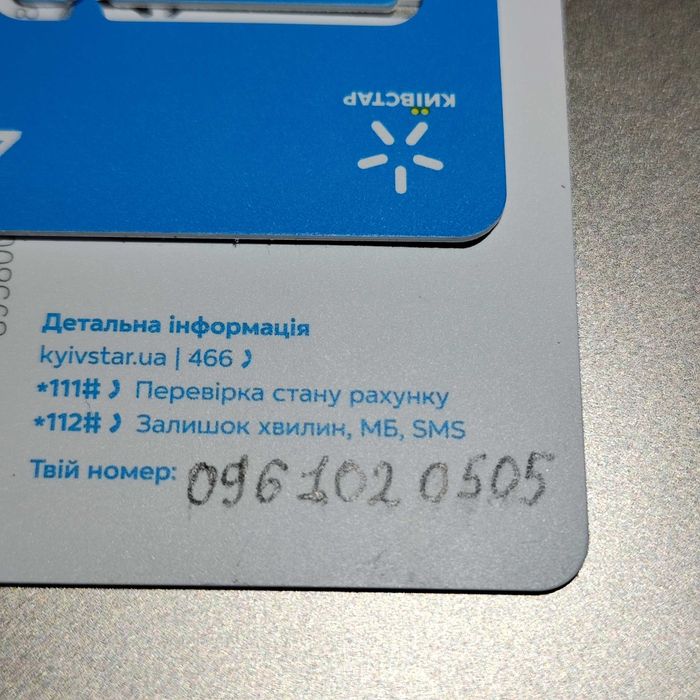 КИЇВСТАР
Детальна інформація
kyivstar.ua | 466
*111# Перевірка стану рахунку
*112# Залишок хвилин, МБ, SMS
Твій номер: 096 102 0505